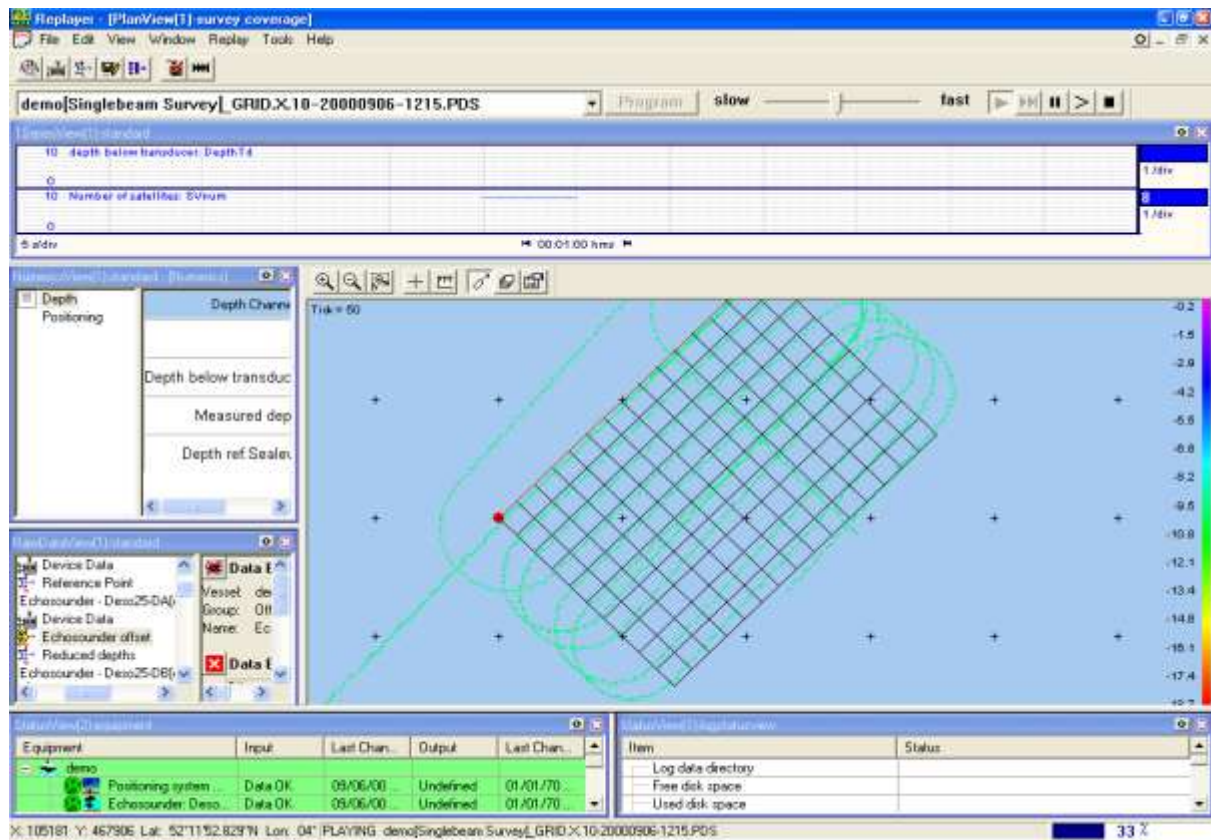 Replayer - [PlanView(1)-survey coverage]
File Edit View Window Replay Tools Help
demo[Singlebeam Survey]_GRID.X.10-20000906-1215.PDS Program slow fast
10 depth below transducer: DepthTd
0
1 /div
10 Number of satellites: SVnum
8
0
1 /div
5 s/div 00:01:00 hms
Depth
Positioning
Depth Channe
Depth below transduc
Measured dep
Depth ref Sealev
Tick = 50
-0.2
-1.5
-2.9
-4.2
-5.5
-6.8
-8.2
-9.5
-10.8
-12.1
-13.4
-14.8
-16.1
-17.4
Device Data
Reference Point
Echosounder - Deso25-DA[
Device Data
Echosounder offset
Reduced depths
Echosounder - Deso25-DB[
Data E
Vessel: de
Group: Off
Name: Ec
Data E
StatusView(2)equipment
Equipment Input Last Chan... Output Last Chan...
demo
Positioning system ... Data OK 09/06/00 ... Undefined 01/01/70 ...
Echosounder: Deso... Data OK 09/06/00 ... Undefined 01/01/70 ...
Item Status
Log data directory
Free disk space
Used disk space
X: 105181 Y: 467906 Lat: 52°11'52.829"N Lon: 04° PLAYING demo[Singlebeam Survey]_GRID.X.10-20000906-1215.PDS 33 %